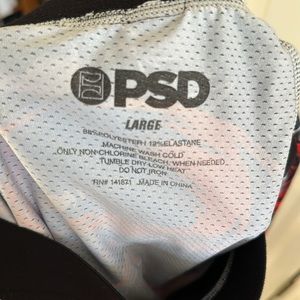 PSD
LARGE
88% POLYESTER / 12% ELASTANE
MACHINE WASH COLD
ONLY NON-CHLORINE BLEACH, WHEN NEEDED
TUMBLE DRY LOW HEAT
DO NOT IRON
RN# 141871 MADE IN CHINA